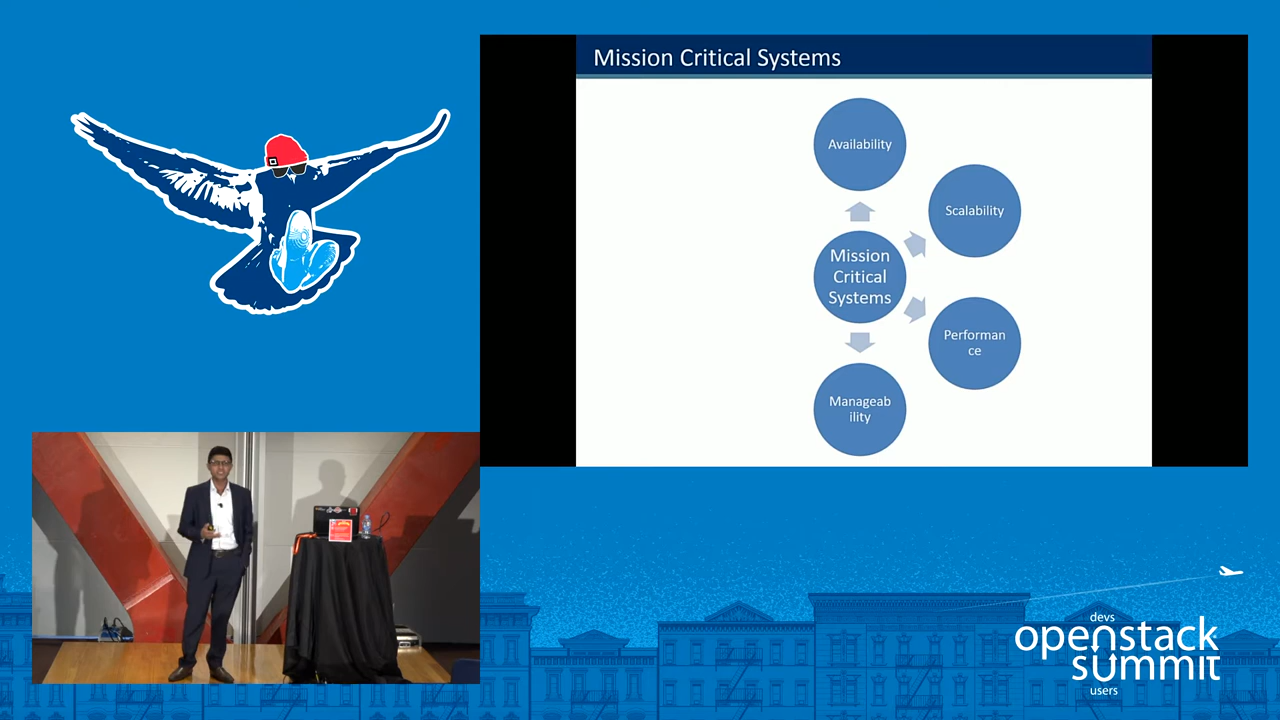 Mission Critical Systems
Availability
Scalability
Mission
Critical
Systems
Performan
ce
Manageab
ility
devs
openstack
summit
users